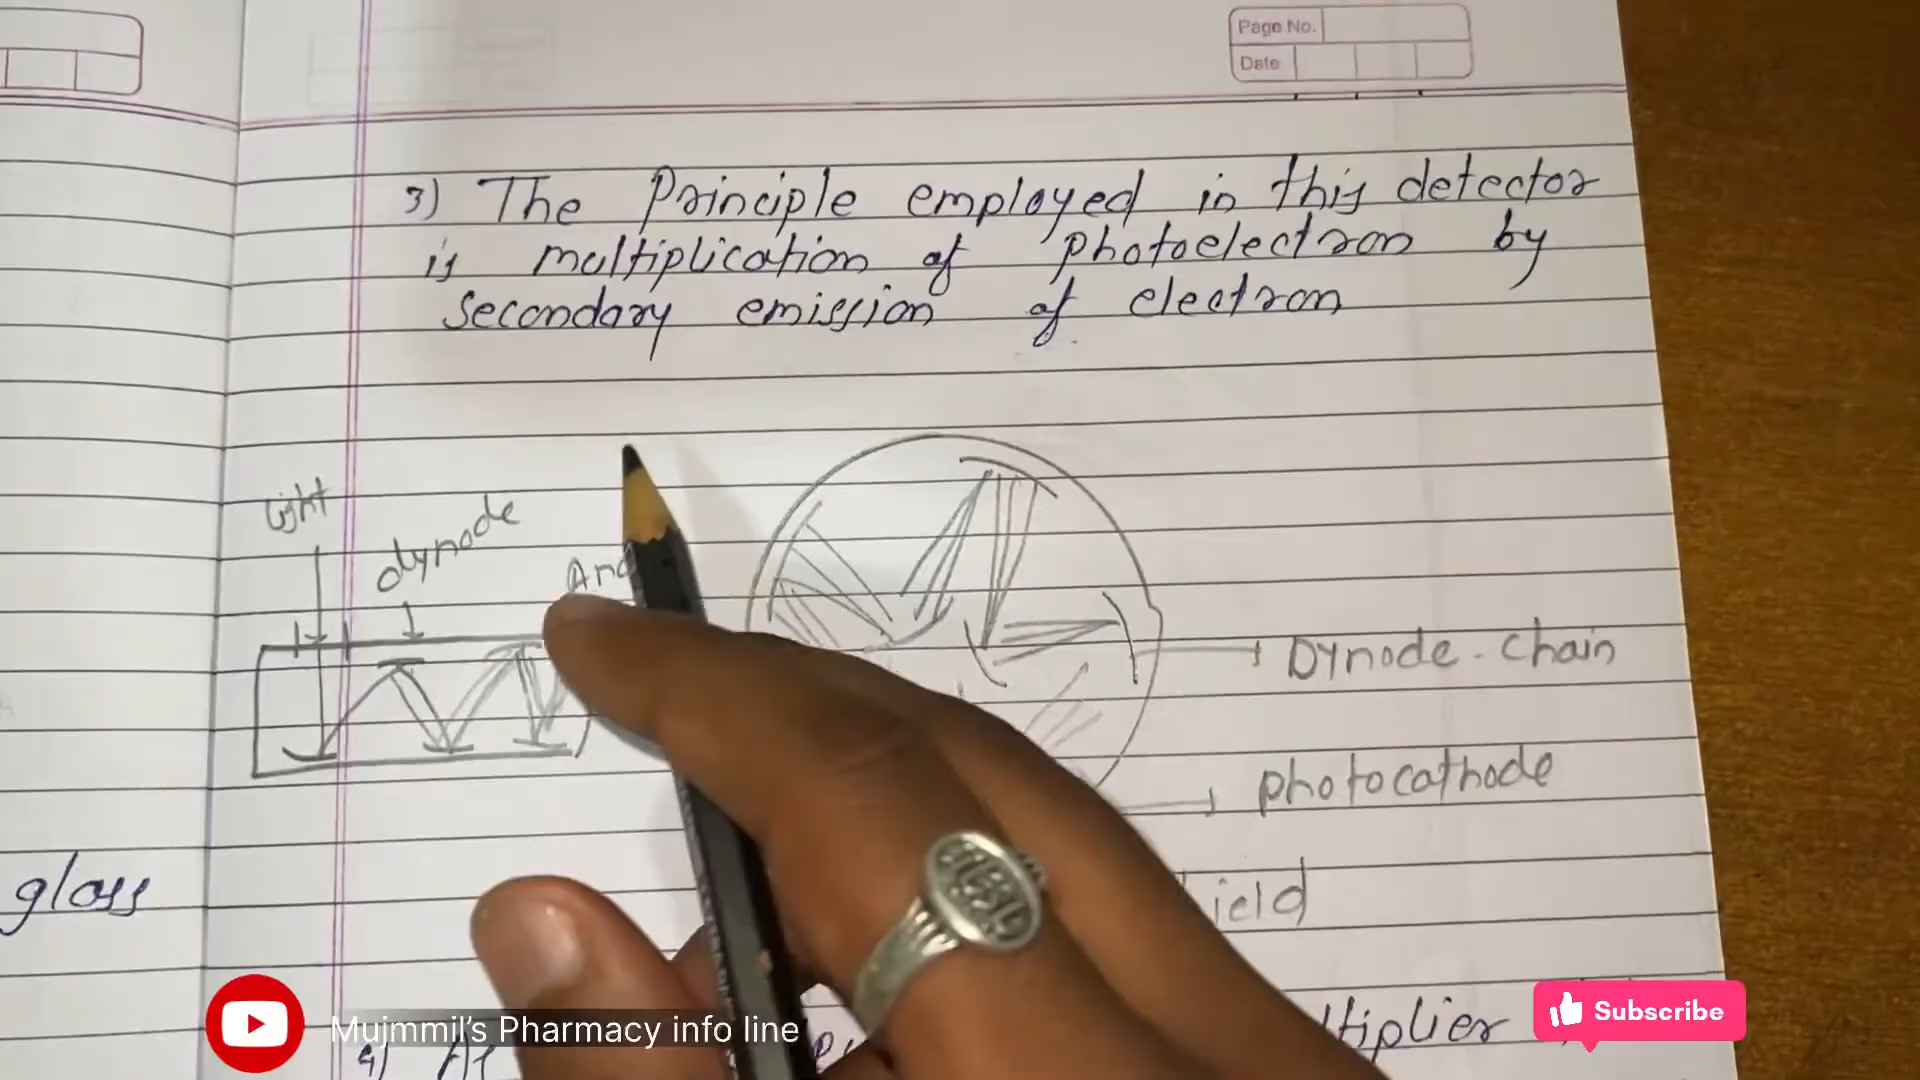 Page No.
Date
3) The Principle employed in this detector
is multiplication of photoelectron by
secondary emission of electron
light
dynode
Dynode chain
photocathode
glass
Mujmmil's Pharmacy info line
Subscribe